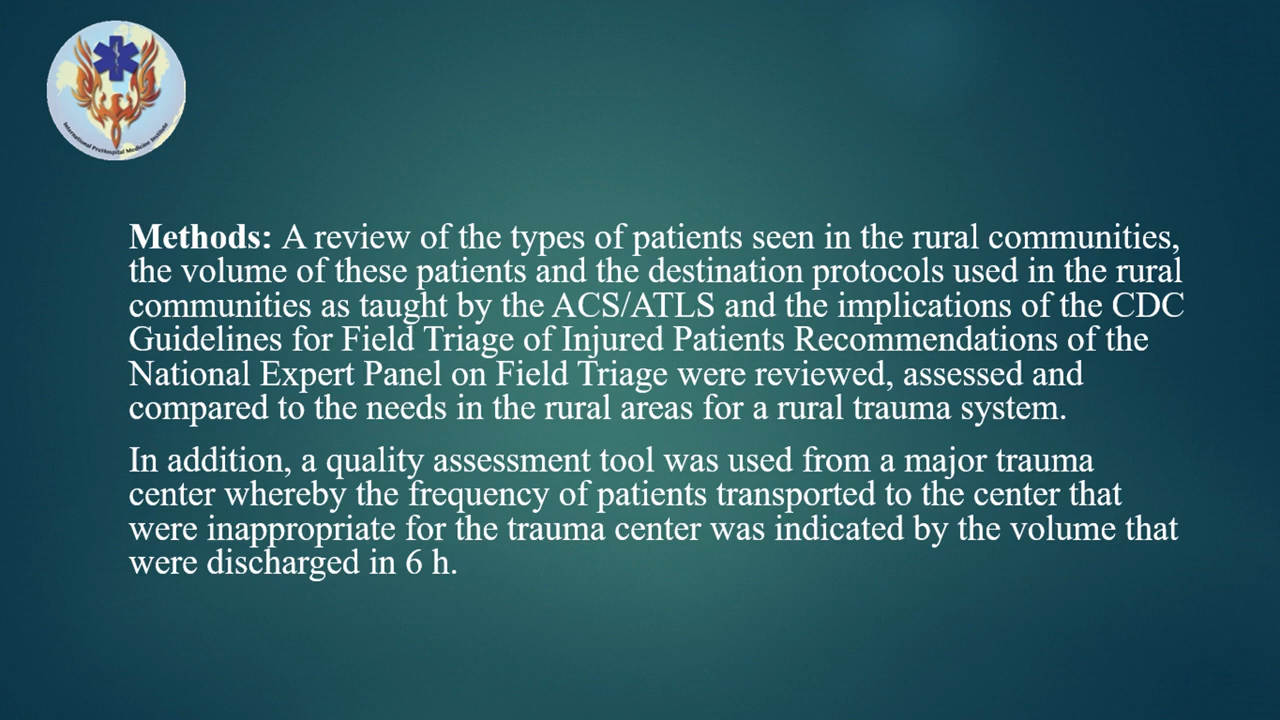 International PreHospital Medicine Institute
Methods: A review of the types of patients seen in the rural communities,
the volume of these patients and the destination protocols used in the rural
communities as taught by the ACS/ATLS and the implications of the CDC
Guidelines for Field Triage of Injured Patients Recommendations of the
National Expert Panel on Field Triage were reviewed, assessed and
compared to the needs in the rural areas for a rural trauma system.
In addition, a quality assessment tool was used from a major trauma
center whereby the frequency of patients transported to the center that
were inappropriate for the trauma center was indicated by the volume that
were discharged in 6 h.